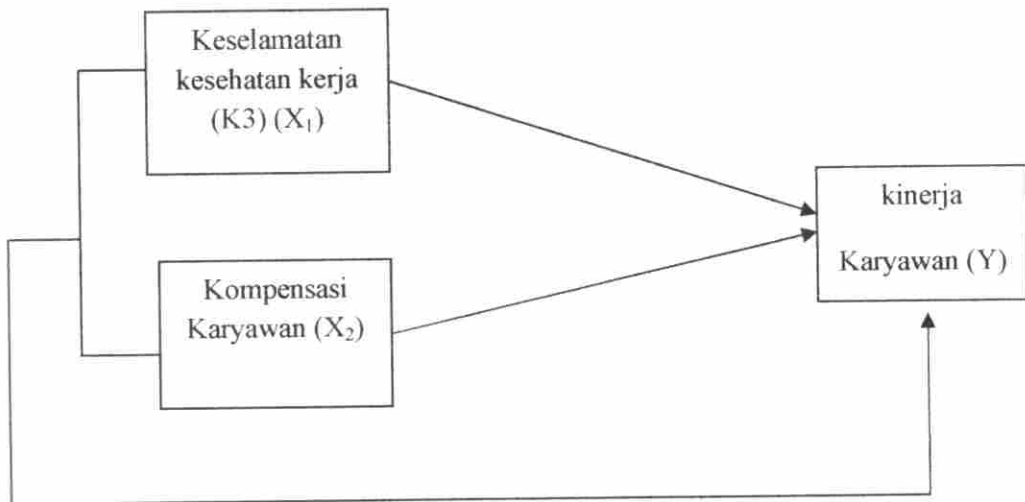 Keselamatan
kesehatan kerja
(K3) (X₁)
Kompensasi
Karyawan (X₂)
kinerja
Karyawan (Y)